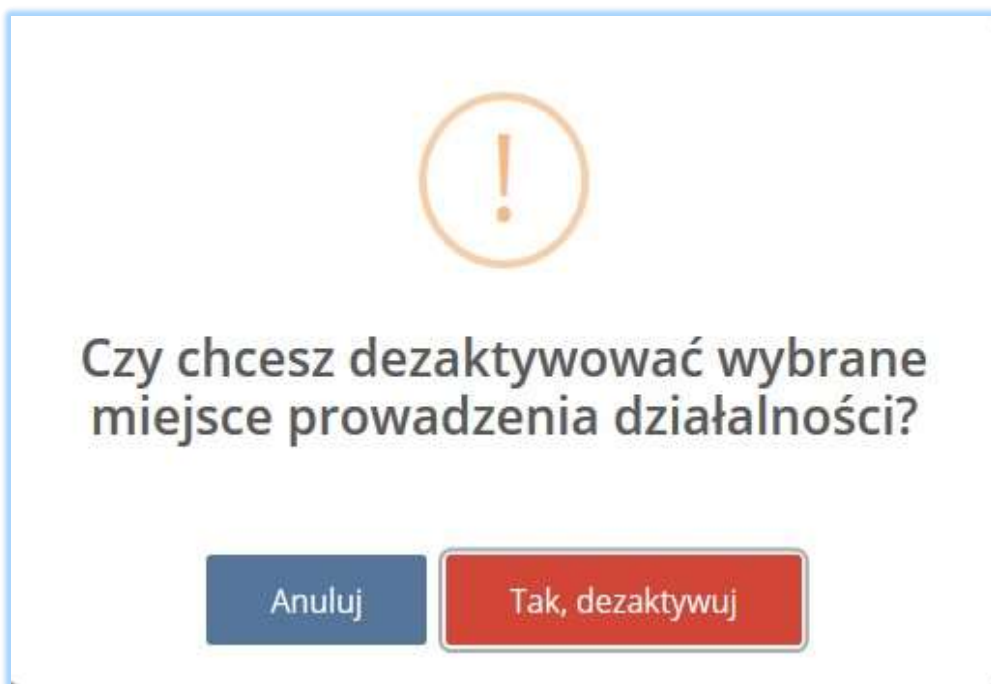 !
Czy chcesz dezaktywować wybrane
miejsce prowadzenia działalności?
Anuluj
Tak, dezaktywuj